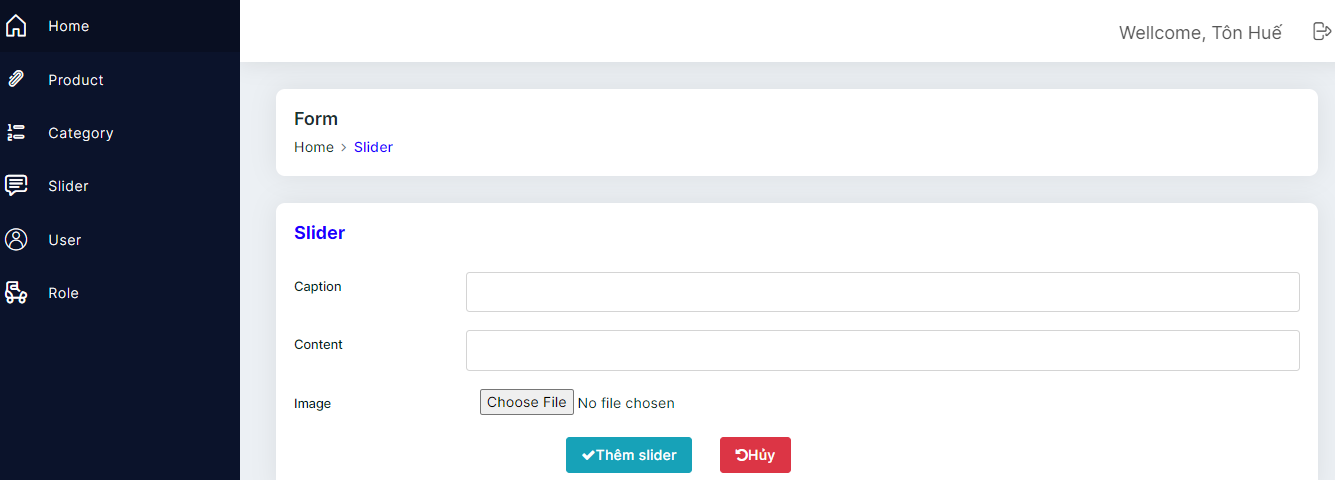 Home
Product
Category
Slider
User
Role
Wellcome, Tôn Huế
Form
Home > Slider
Slider
Caption
Content
Image Choose File No file chosen
Thêm slider Hủy